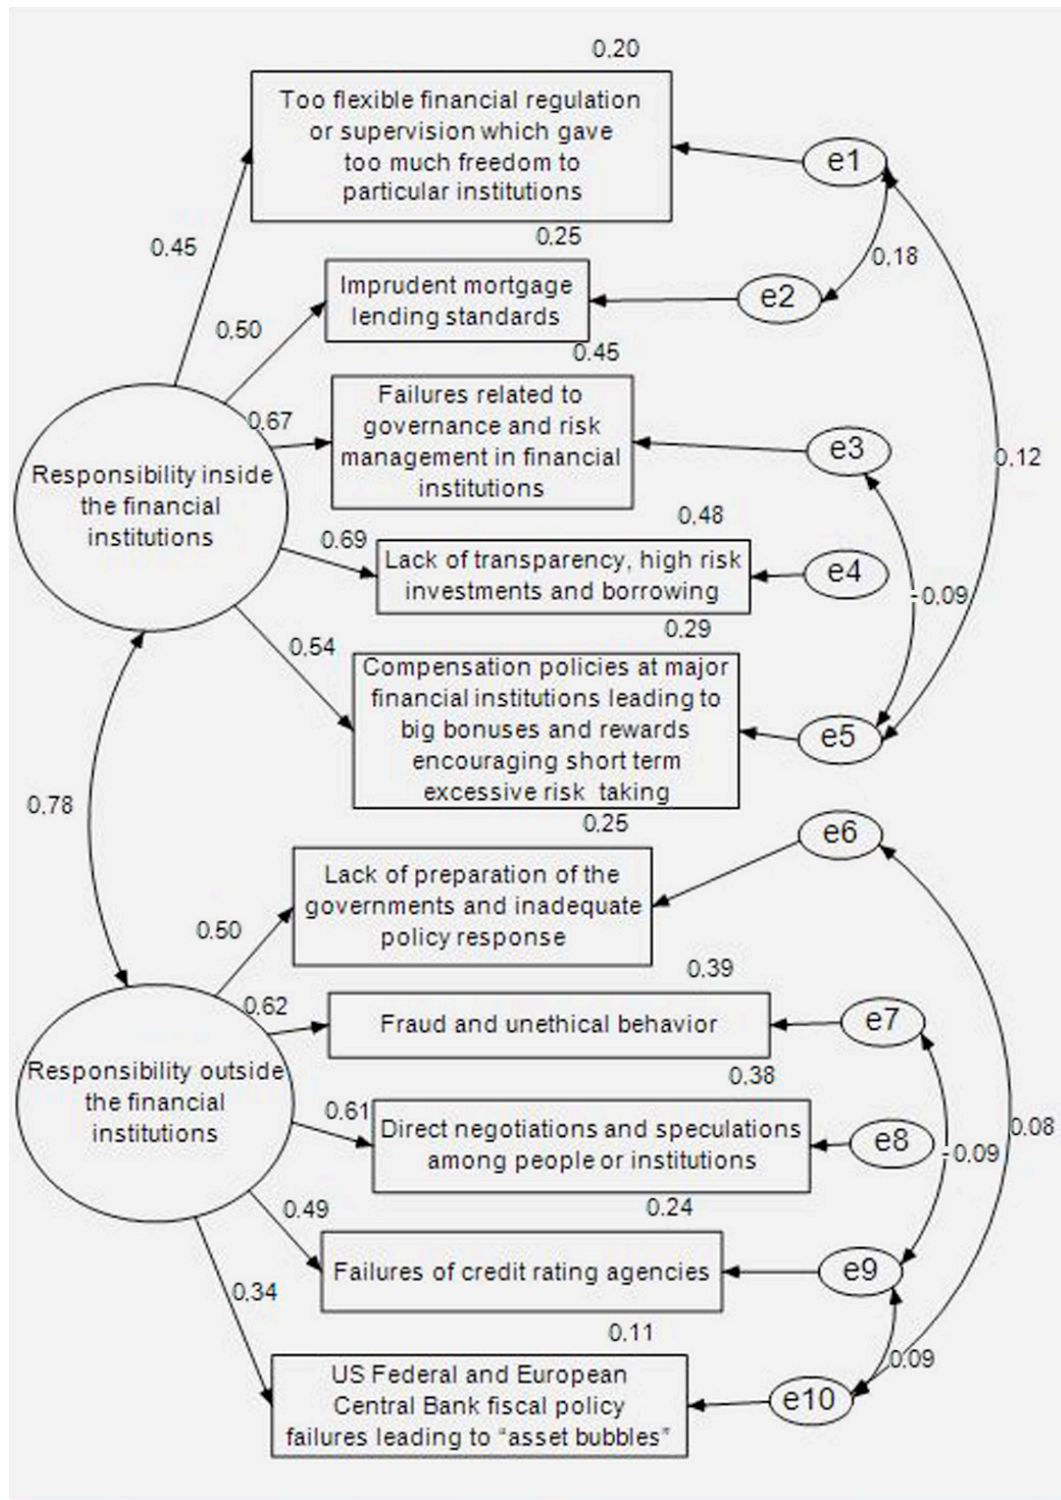 0.20
Too flexible financial regulation
or supervision which gave
too much freedom to
particular institutions
e1
0.45
0.25
0.18
Imprudent mortgage
lending standards
e2
0.50
0.45
0.67
Failures related to
governance and risk
management in financial
institutions
e3
0.12
Responsibility inside
the financial
institutions
0.48
0.69
Lack of transparency, high risk
investments and borrowing
e4
-0.09
0.29
0.54
Compensation policies at major
financial institutions leading to
big bonuses and rewards
encouraging short term
excessive risk taking
e5
0.78
0.25
e6
Lack of preparation of the
governments and inadequate
policy response
0.50
0.39
0.62
Fraud and unethical behavior
e7
0.38
Responsibility outside
the financial
institutions
0.61
Direct negotiations and speculations
among people or institutions
e8
0.08
-0.09
0.24
0.49
Failures of credit rating agencies
e9
0.34
0.11
0.09
US Federal and European
Central Bank fiscal policy
failures leading to "asset bubbles"
e10